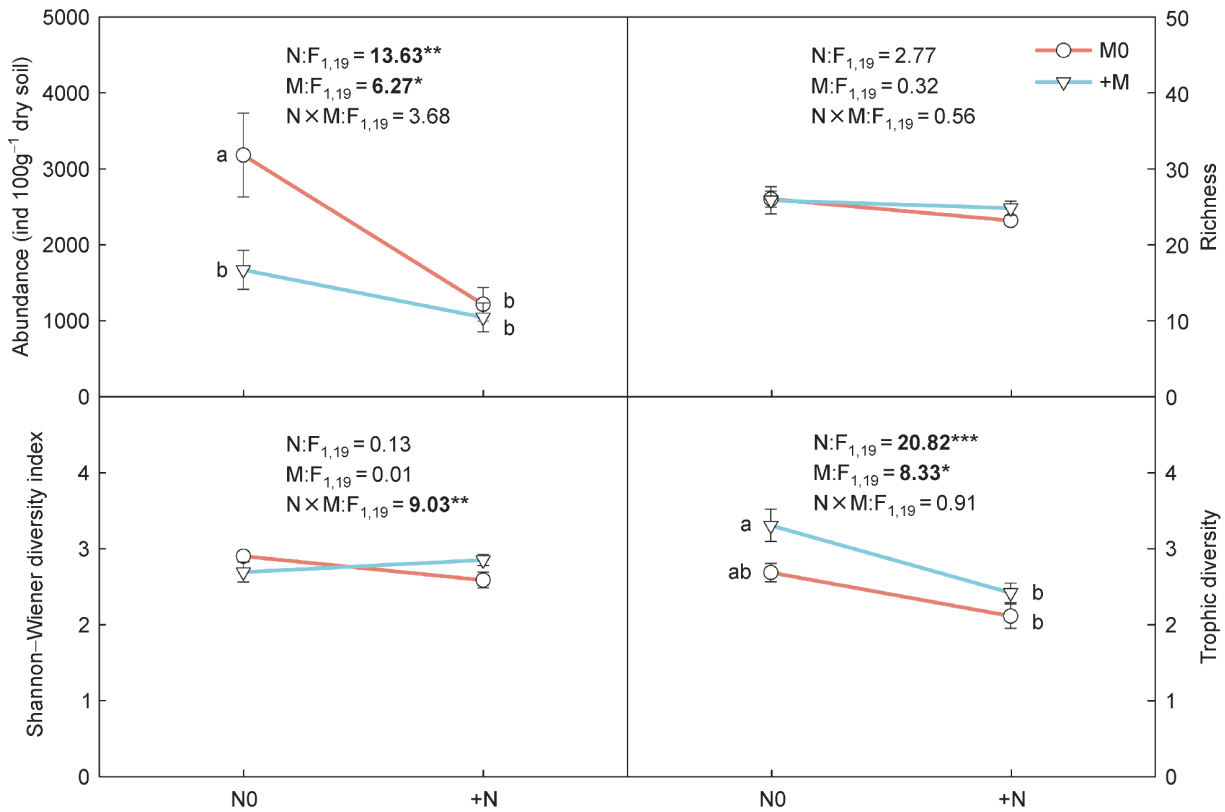 5000
4000
3000
2000
1000
0
Abundance (ind 100g⁻¹ dry soil)
N:F₁,₁₉ = 13.63**
M:F₁,₁₉ = 6.27*
N×M:F₁,₁₉ = 3.68
a
b
b
b
N:F₁,₁₉ = 2.77
M:F₁,₁₉ = 0.32
N×M:F₁,₁₉ = 0.56
M0
+M
50
40
30
20
10
0
Richness
4
3
2
1
0
Shannon–Wiener diversity index
N:F₁,₁₉ = 0.13
M:F₁,₁₉ = 0.01
N×M:F₁,₁₉ = 9.03**
N0
+N
N:F₁,₁₉ = 20.82***
M:F₁,₁₉ = 8.33*
N×M:F₁,₁₉ = 0.91
a
ab
b
b
4
3
2
1
0
Trophic diversity
N0
+N